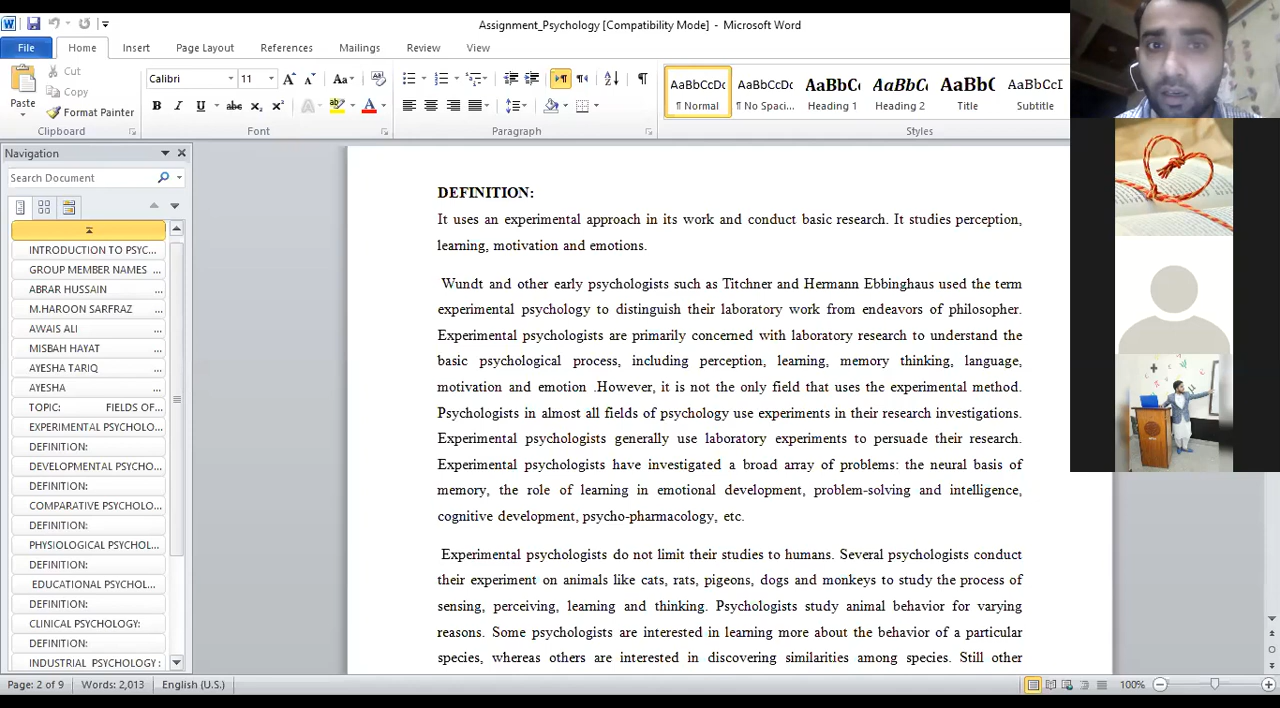 Assignment_Psychology [Compatibility Mode] - Microsoft Word
File Home Insert Page Layout References Mailings Review View
Paste
Cut
Copy
Format Painter
Clipboard
Calibri 11
Font
Paragraph
AaBbCcDc AaBbCcDc AaBbC AaBbC AaBb( AaBbCcI
¶ Normal ¶ No Spaci... Heading 1 Heading 2 Title Subtitle
Styles
Navigation
Search Document
INTRODUCTION TO PSYC...
GROUP MEMBER NAMES ...
ABRAR HUSSAIN ...
M.HAROON SARFRAZ ...
AWAIS ALI ...
MISBAH HAYAT ...
AYESHA TARIQ ...
AYESHA ...
TOPIC: FIELDS OF...
EXPERIMENTAL PSYCHOLO...
DEFINITION:
DEVELOPMENTAL PSYCHO...
DEFINITION:
COMPARATIVE PSYCHOLO...
DEFINITION:
PHYSIOLOGICAL PSYCHOL...
DEFINITION:
EDUCATIONAL PSYCHOL...
DEFINITION:
CLINICAL PSYCHOLOGY:
DEFINITION:
INDUSTRIAL PSYCHOLOGY :
DEFINITION:
It uses an experimental approach in its work and conduct basic research. It studies perception,
learning, motivation and emotions.
Wundt and other early psychologists such as Titchner and Hermann Ebbinghaus used the term
experimental psychology to distinguish their laboratory work from endeavors of philosopher.
Experimental psychologists are primarily concerned with laboratory research to understand the
basic psychological process, including perception, learning, memory thinking, language,
motivation and emotion .However, it is not the only field that uses the experimental method.
Psychologists in almost all fields of psychology use experiments in their research investigations.
Experimental psychologists generally use laboratory experiments to persuade their research.
Experimental psychologists have investigated a broad array of problems: the neural basis of
memory, the role of learning in emotional development, problem-solving and intelligence,
cognitive development, psycho-pharmacology, etc.
Experimental psychologists do not limit their studies to humans. Several psychologists conduct
their experiment on animals like cats, rats, pigeons, dogs and monkeys to study the process of
sensing, perceiving, learning and thinking. Psychologists study animal behavior for varying
reasons. Some psychologists are interested in learning more about the behavior of a particular
species, whereas others are interested in discovering similarities among species. Still other
Page: 2 of 9 Words: 2,013 English (U.S.) 100%